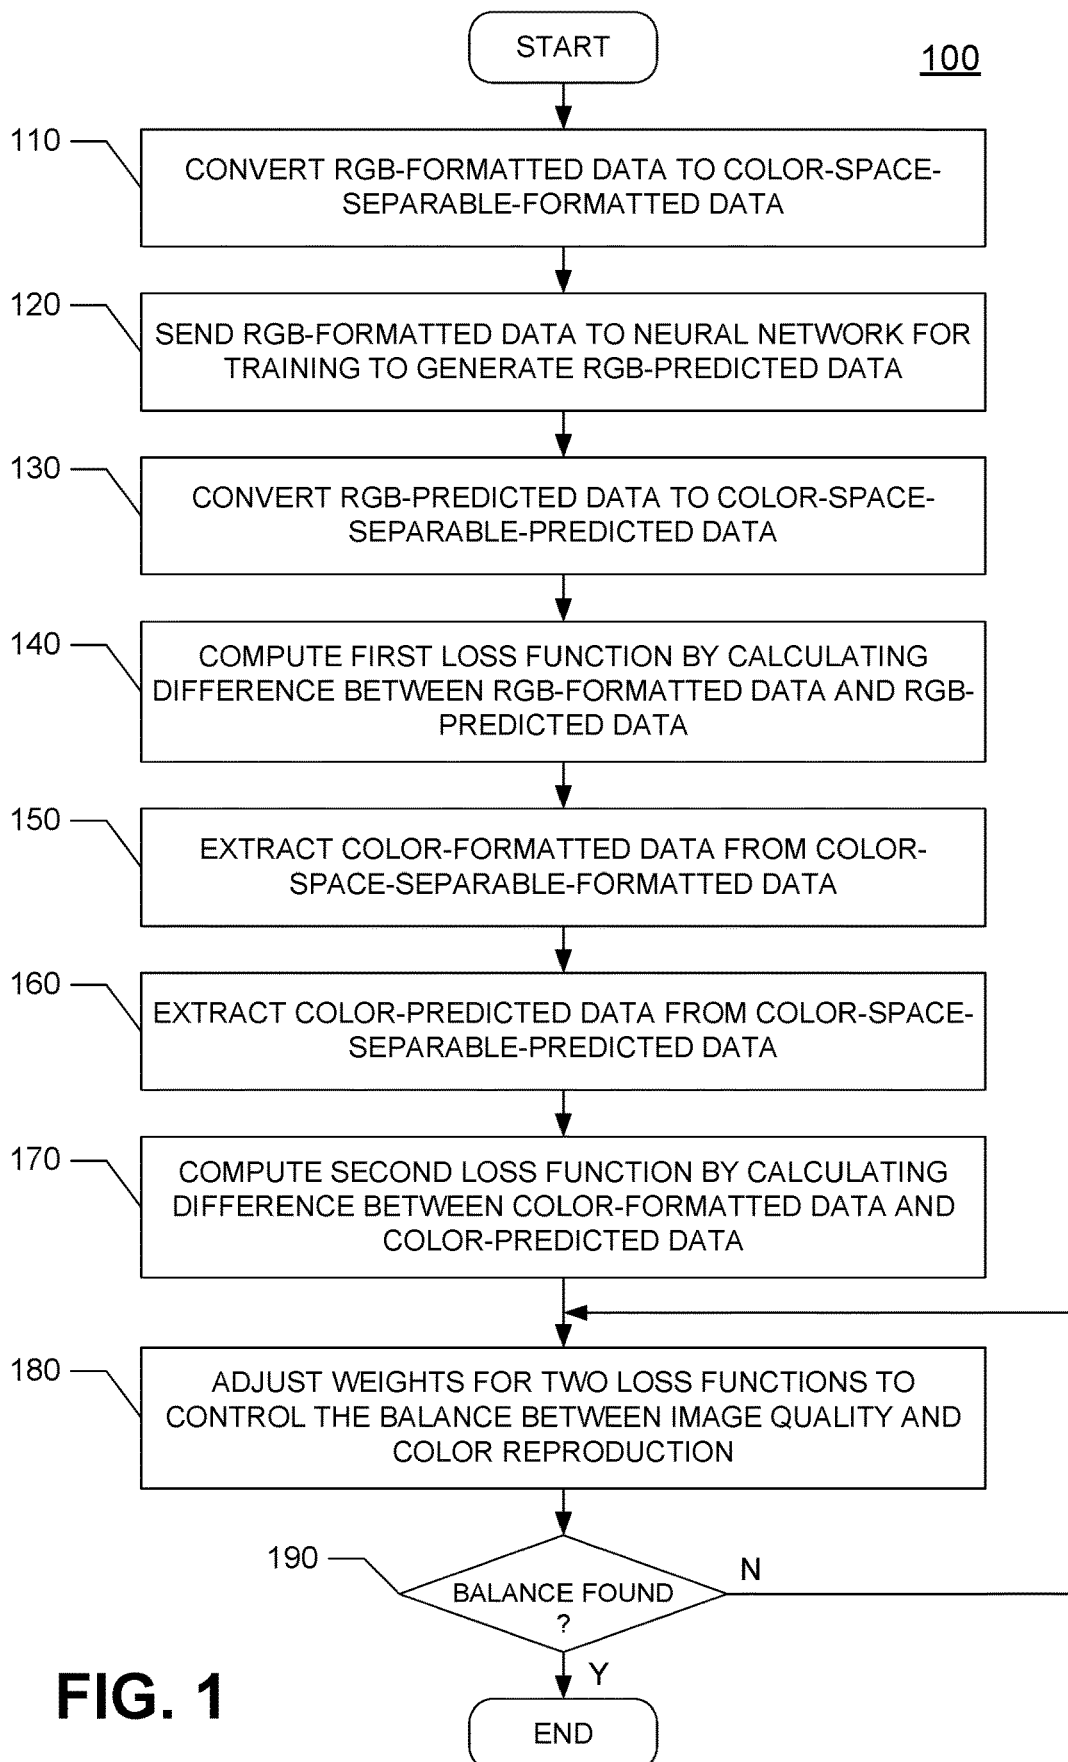 START
100
110
CONVERT RGB-FORMATTED DATA TO COLOR-SPACE-
SEPARABLE-FORMATTED DATA
120
SEND RGB-FORMATTED DATA TO NEURAL NETWORK FOR
TRAINING TO GENERATE RGB-PREDICTED DATA
130
CONVERT RGB-PREDICTED DATA TO COLOR-SPACE-
SEPARABLE-PREDICTED DATA
140
COMPUTE FIRST LOSS FUNCTION BY CALCULATING
DIFFERENCE BETWEEN RGB-FORMATTED DATA AND RGB-
PREDICTED DATA
150
EXTRACT COLOR-FORMATTED DATA FROM COLOR-
SPACE-SEPARABLE-FORMATTED DATA
160
EXTRACT COLOR-PREDICTED DATA FROM COLOR-SPACE-
SEPARABLE-PREDICTED DATA
170
COMPUTE SECOND LOSS FUNCTION BY CALCULATING
DIFFERENCE BETWEEN COLOR-FORMATTED DATA AND
COLOR-PREDICTED DATA
180
ADJUST WEIGHTS FOR TWO LOSS FUNCTIONS TO
CONTROL THE BALANCE BETWEEN IMAGE QUALITY AND
COLOR REPRODUCTION
190
BALANCE FOUND
?
N
Y
END
FIG. 1